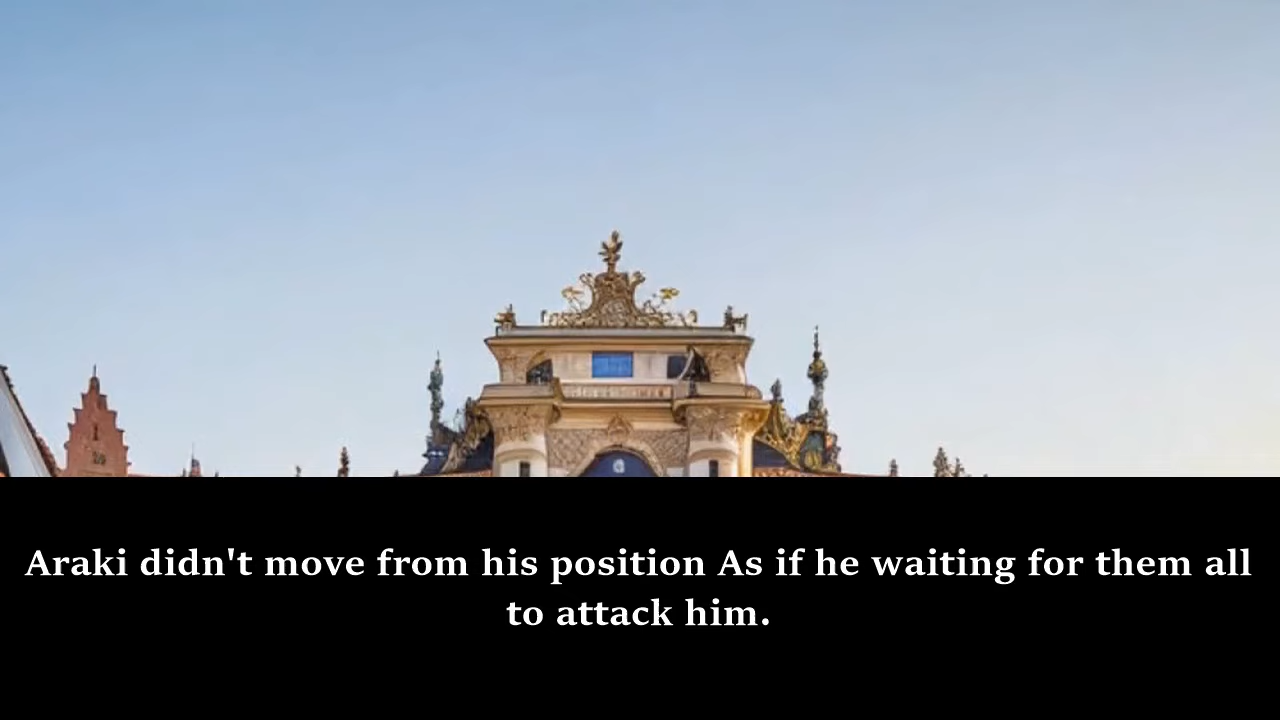 Araki didn't move from his position As if he waiting for them all
to attack him.